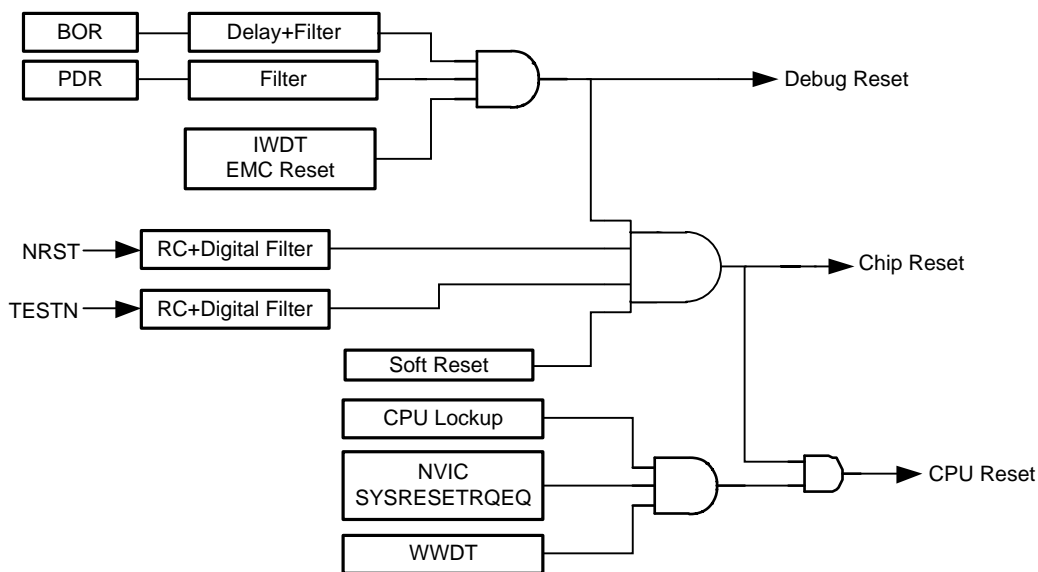 BOR
Delay+Filter
PDR
Filter
Debug Reset
IWDT
EMC Reset
NRST
RC+Digital Filter
Chip Reset
TESTN
RC+Digital Filter
Soft Reset
CPU Lockup
NVIC
SYSRESETRQEQ
CPU Reset
WWDT